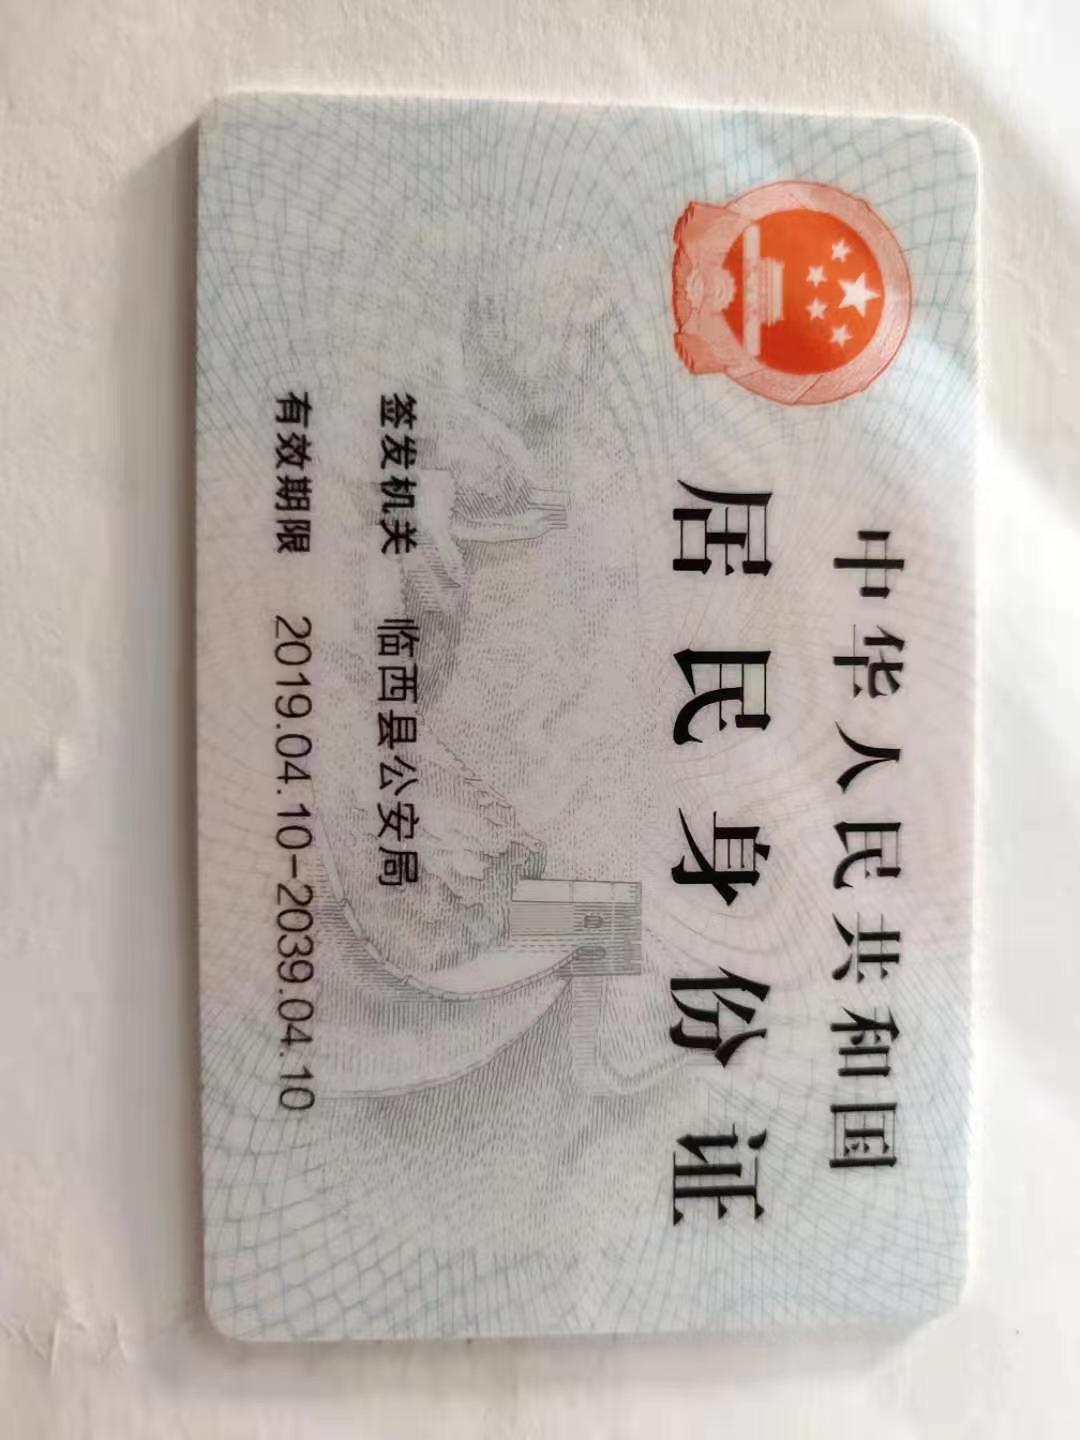 中华人民共和国
居民身份证
签发机关 临西县公安局
有效期限 2019.04.10-2039.04.10